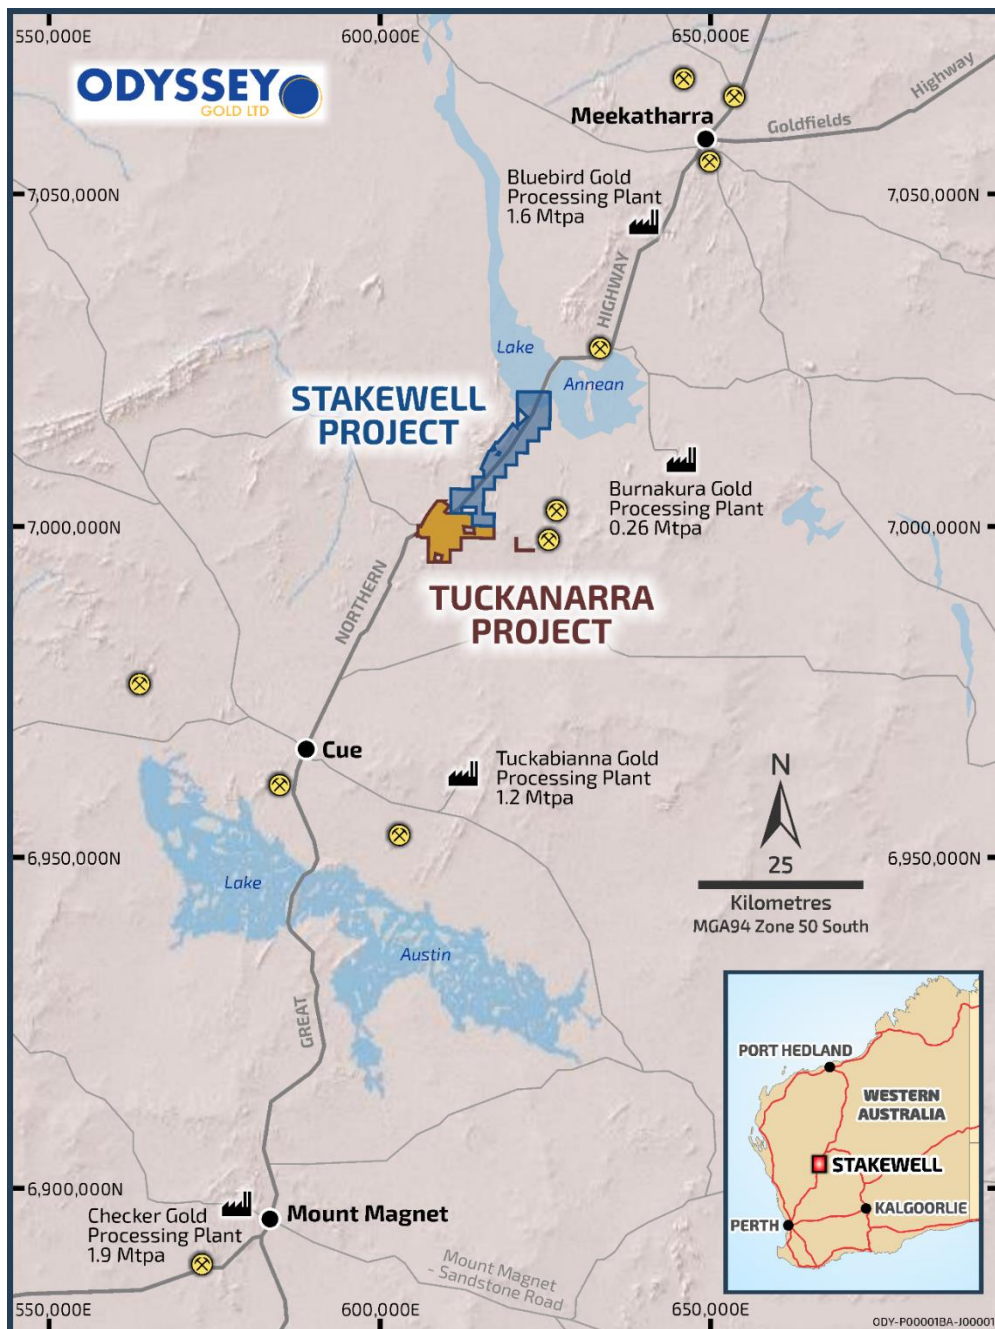 550,000E
600,000E
650,000E
ODYSSEY
GOLD LTD
Meekatharra
Goldfields
Highway
7,050,000N
7,050,000N
Bluebird Gold
Processing Plant
1.6 Mtpa
HIGHWAY
Lake
Annean
STAKEWELL
PROJECT
Burnakura Gold
Processing Plant
0.26 Mtpa
7,000,000N
7,000,000N
TUCKANARRA
PROJECT
NORTHERN
Cue
Tuckabianna Gold
Processing Plant
1.2 Mtpa
N
25
Kilometres
MGA94 Zone 50 South
6,950,000N
6,950,000N
Lake
Austin
GREAT
PORT HEDLAND
WESTERN
AUSTRALIA
STAKEWELL
KALGOORLIE
PERTH
6,900,000N
Checker Gold
Processing Plant
1.9 Mtpa
Mount Magnet
Mount Magnet
- Sandstone Road
550,000E
600,000E
650,000E
ODY-P00001BA-J00001